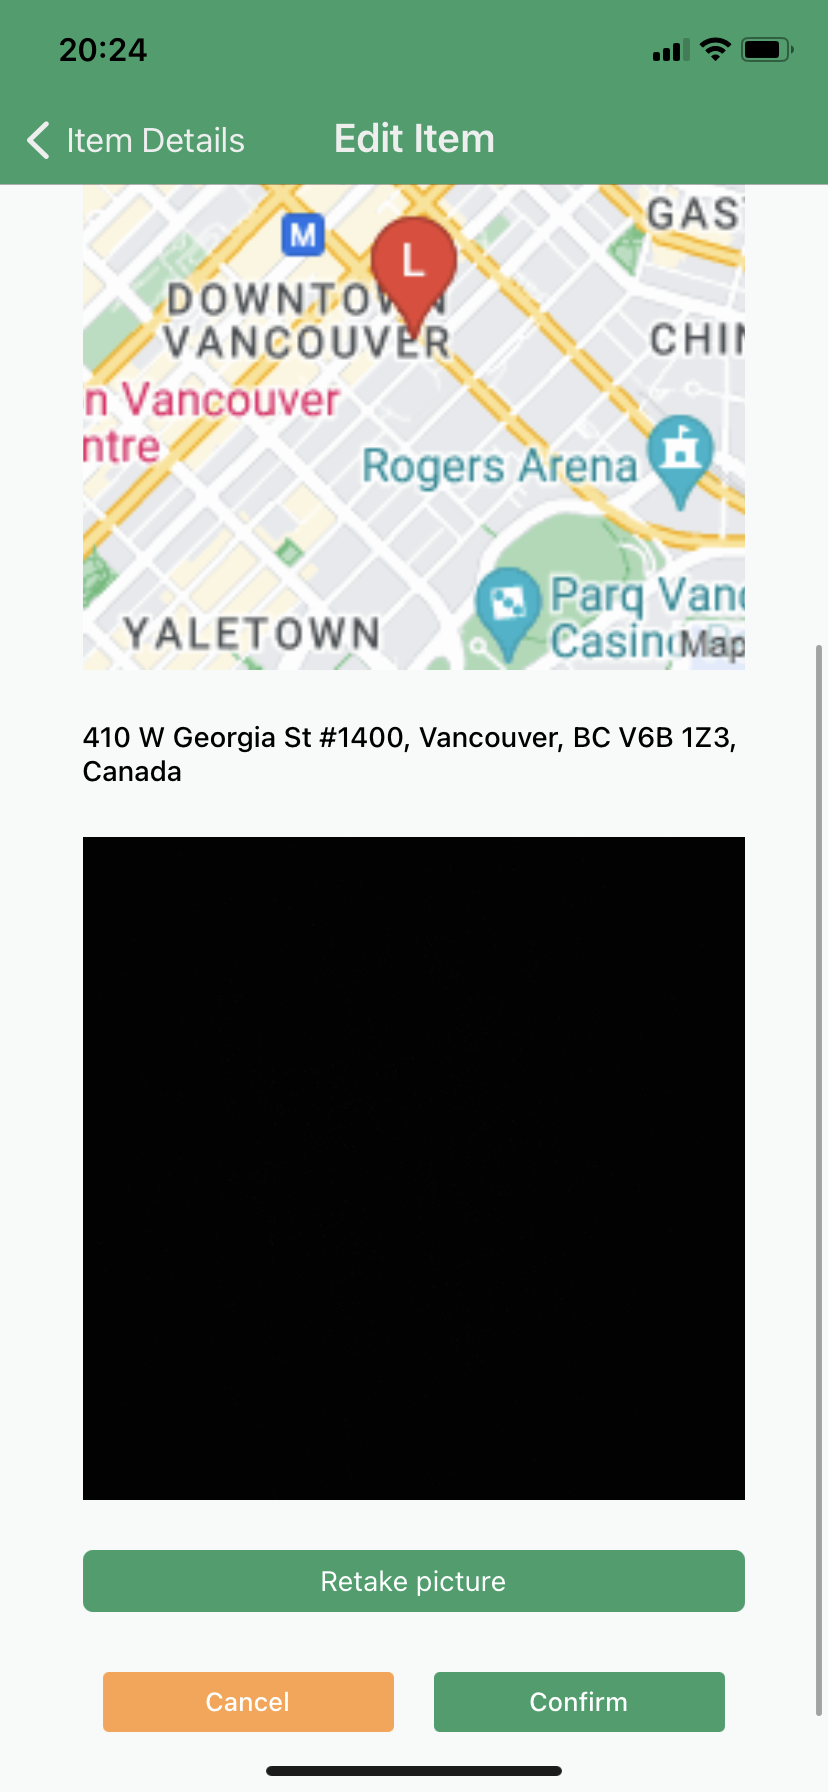 20:24
Item Details
Edit Item
GAS
M
L
DOWNTOWN
VANCOUVER
CHIN
n Vancouver
ntre
Rogers Arena
Parq Vanc
Casino
Map
YALETOWN
410 W Georgia St #1400, Vancouver, BC V6B 1Z3,
Canada
Retake picture
Cancel
Confirm